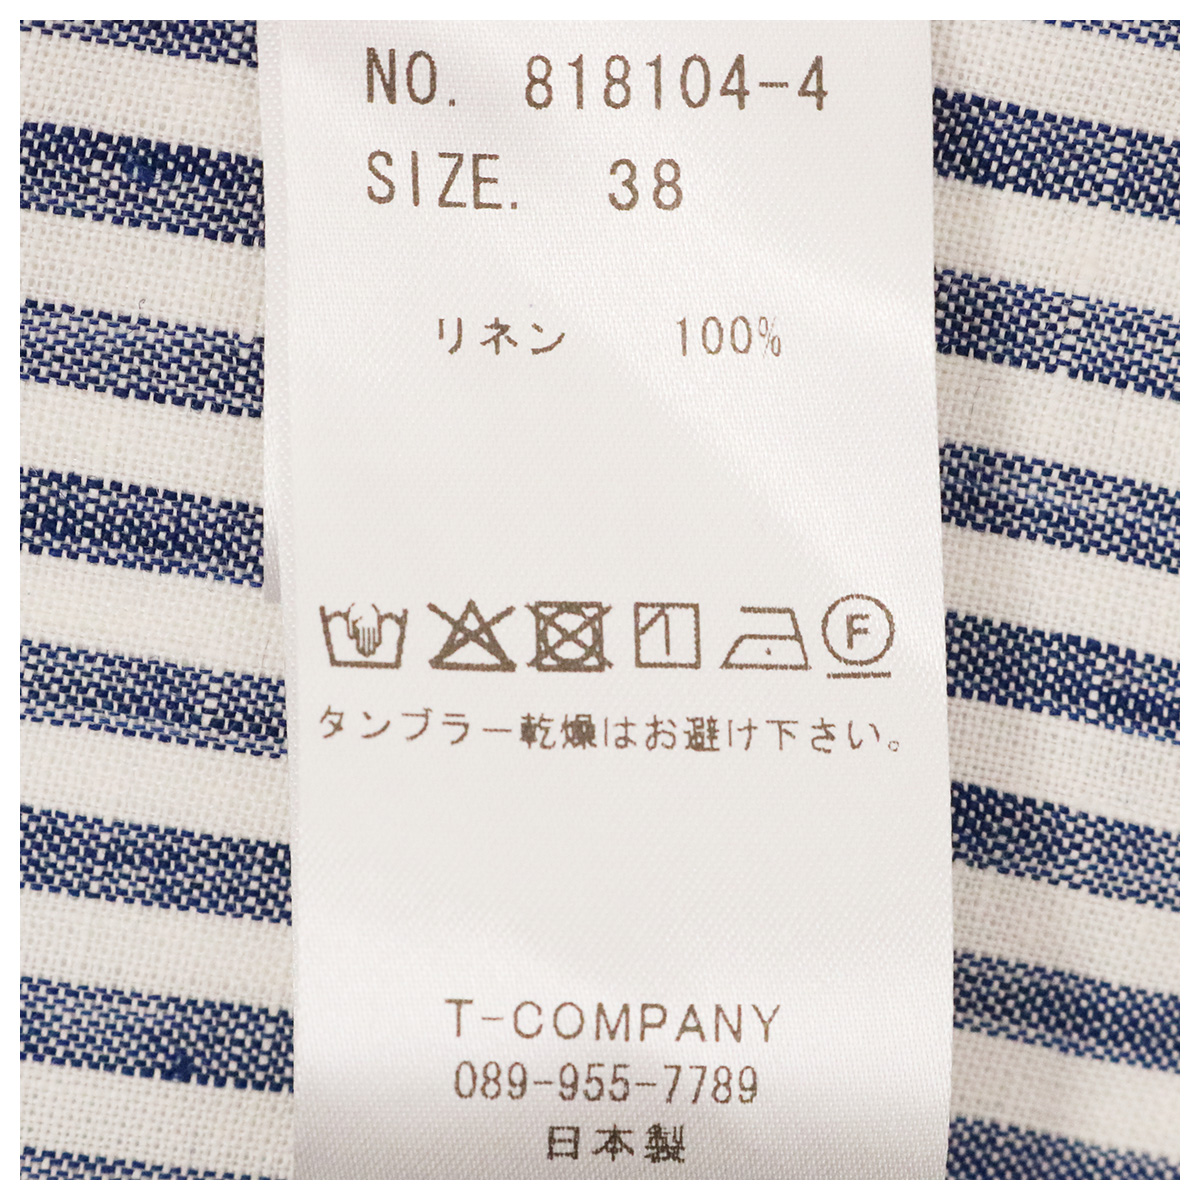 NO. 818104-4
SIZE. 38
リネン 100%
F
タンブラー乾燥はお避け下さい。
T-COMPANY
089-955-7789
日本製